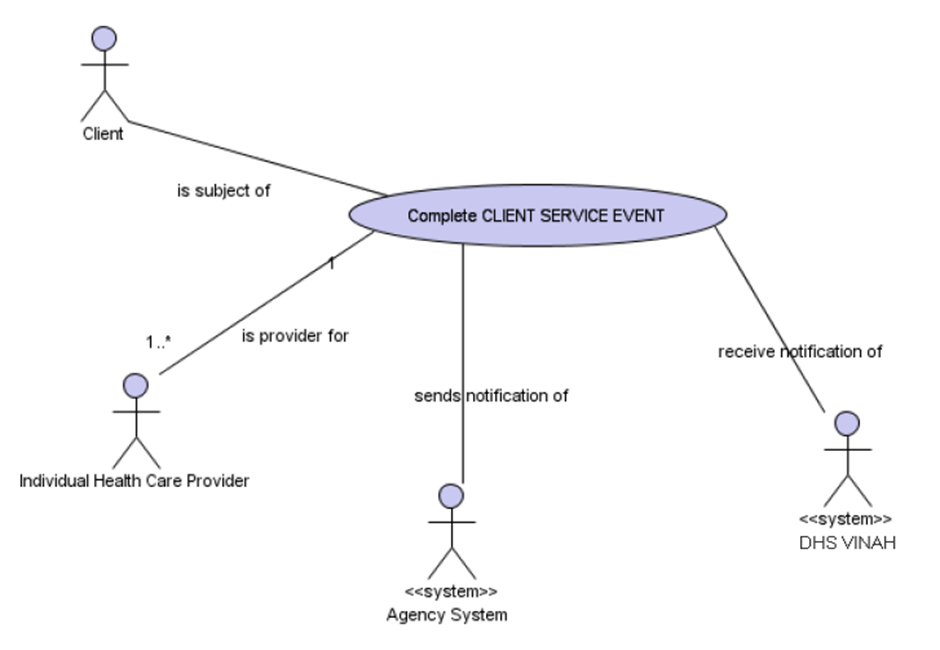 Client
is subject of
Complete CLIENT SERVICE EVENT
1
1..*
is provider for
receive notification of
sends notification of
Individual Health Care Provider
<<system>>
DHS VINAH
<<system>>
Agency System